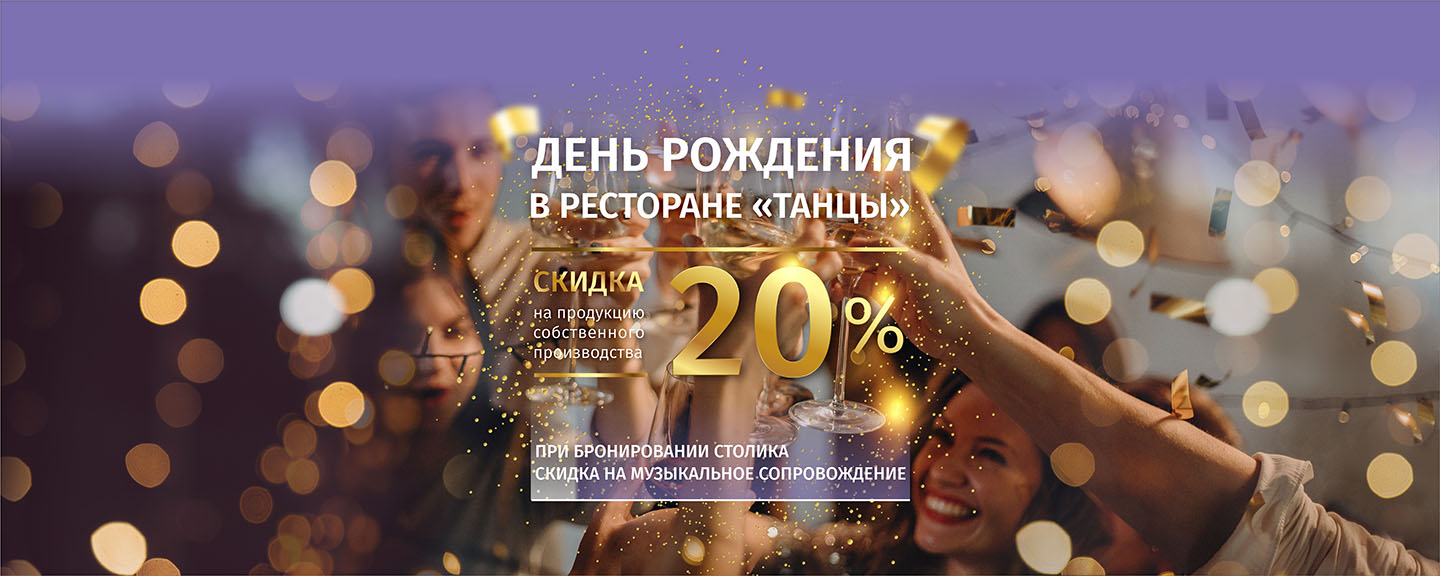 ДЕНЬ РОЖДЕНИЯ
В РЕСТОРАНЕ «ТАНЦЫ»
СКИДКА
на продукцию
собственного
производства
20%
ПРИ БРОНИРОВАНИИ СТОЛИКА
СКИДКА НА МУЗЫКАЛЬНОЕ СОПРОВОЖДЕНИЕ